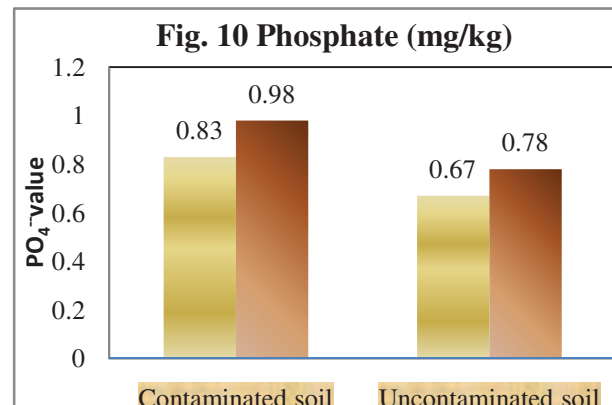 Fig. 10 Phosphate (mg/kg)
PO₄⁻value
1.2
1
0.8
0.6
0.4
0.2
0
0.83
0.98
0.67
0.78
Contaminated soil
Uncontaminated soil